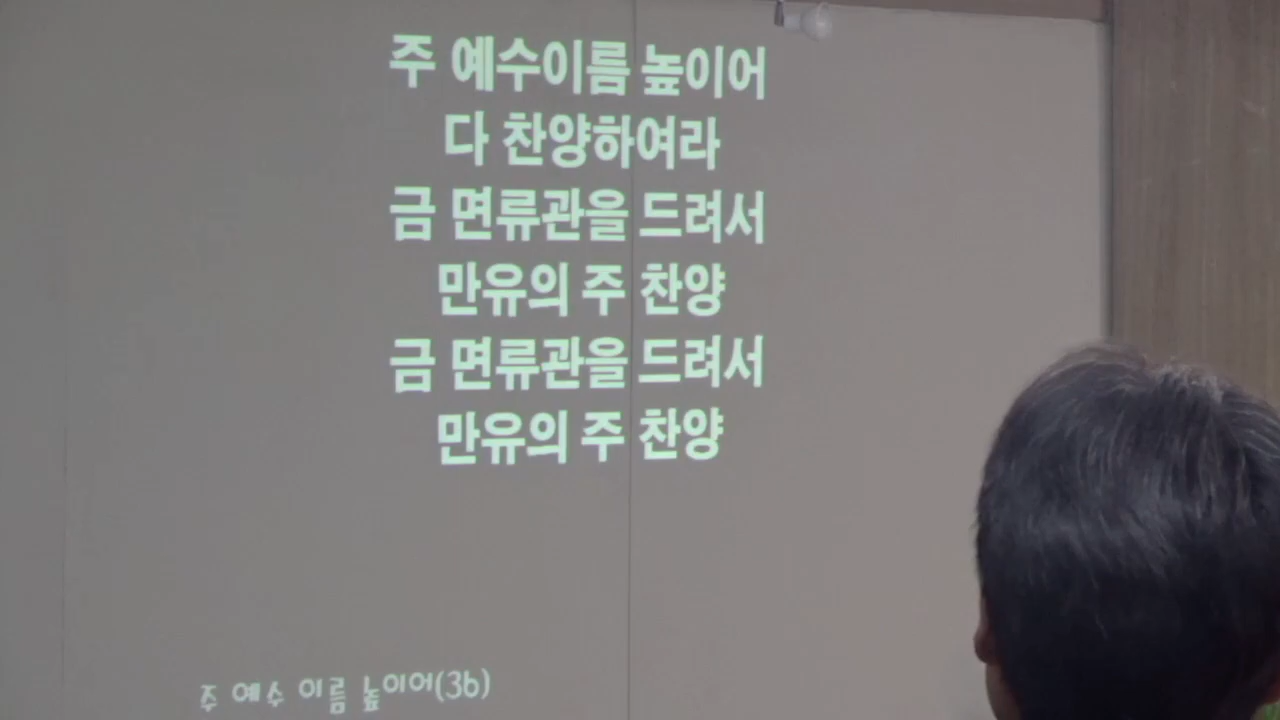 주 예수이름 높이어
다 찬양하여라
금 면류관을 드려서
만유의 주 찬양
금 면류관을 드려서
만유의 주 찬양
주 예수 이름 높이어(3b)